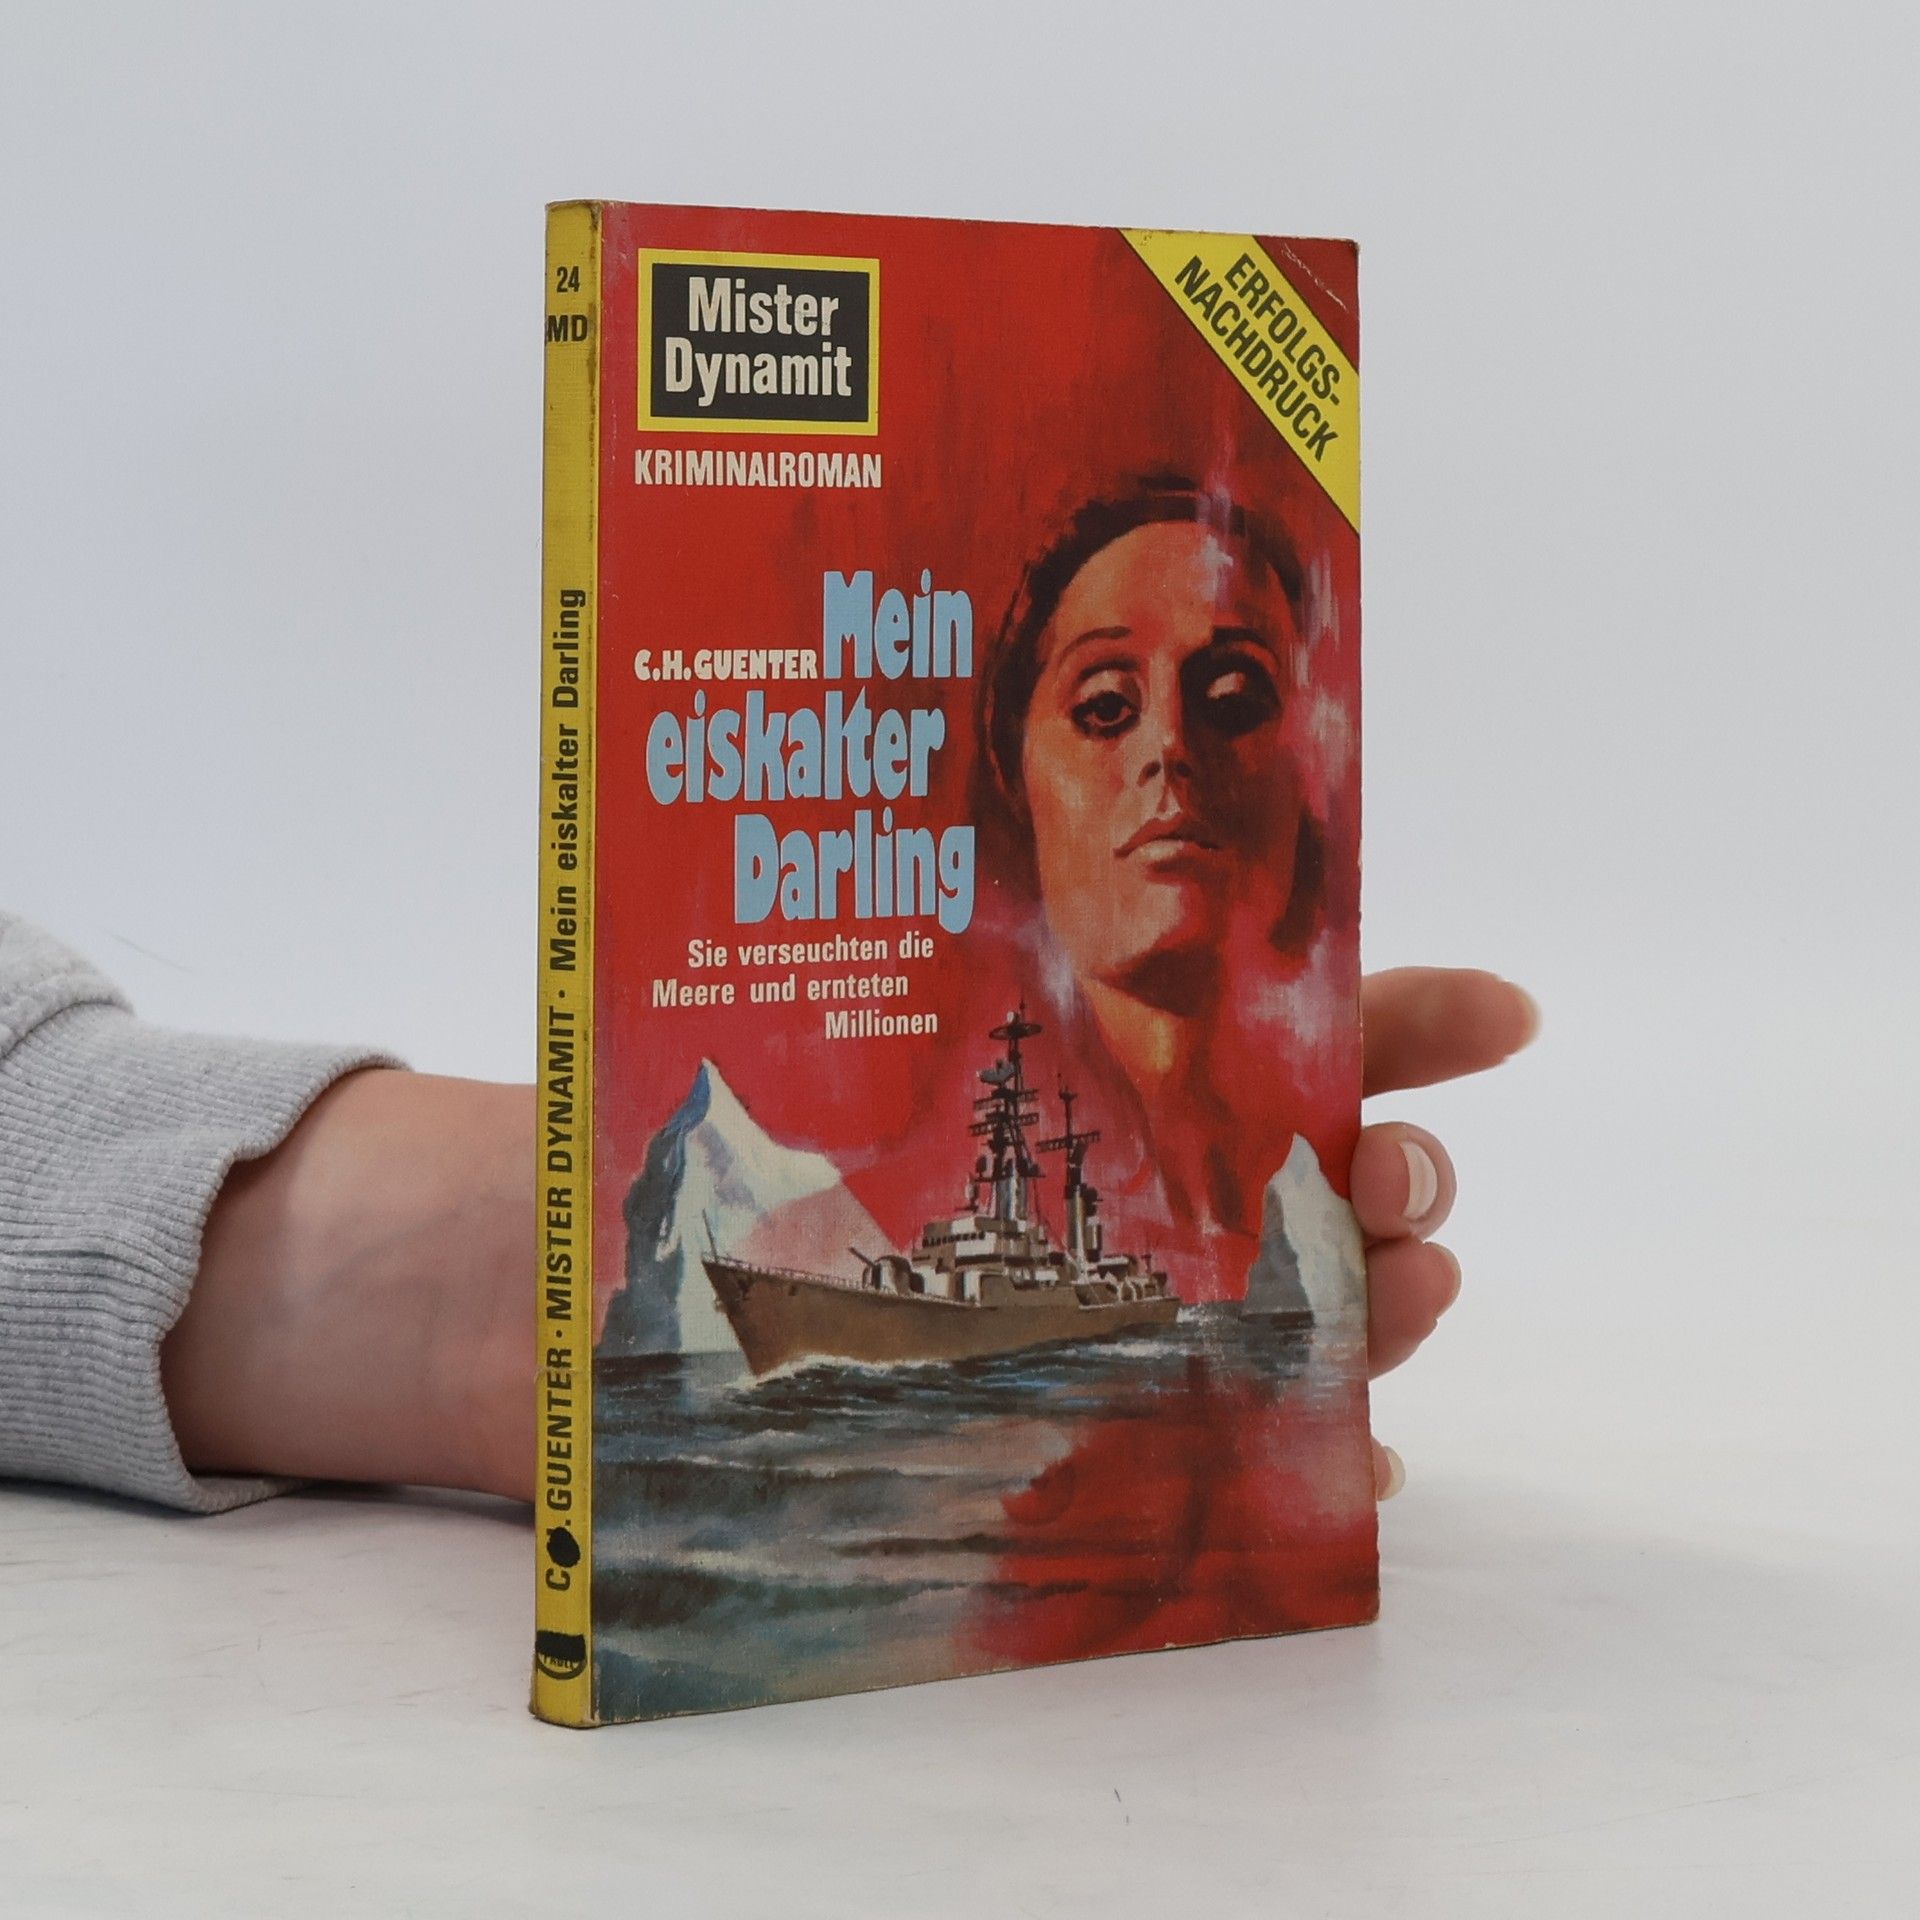 24
MD
C. GUENTER · MISTER DYNAMIT · Mein eiskalter Darling
Mister
Dynamit
KRIMINALROMAN
ERFOLGS-
NACHDRUCK
C.H.GUENTER Mein
eiskalter
Darling
Sie verseuchten die
Meere und ernteten
Millionen